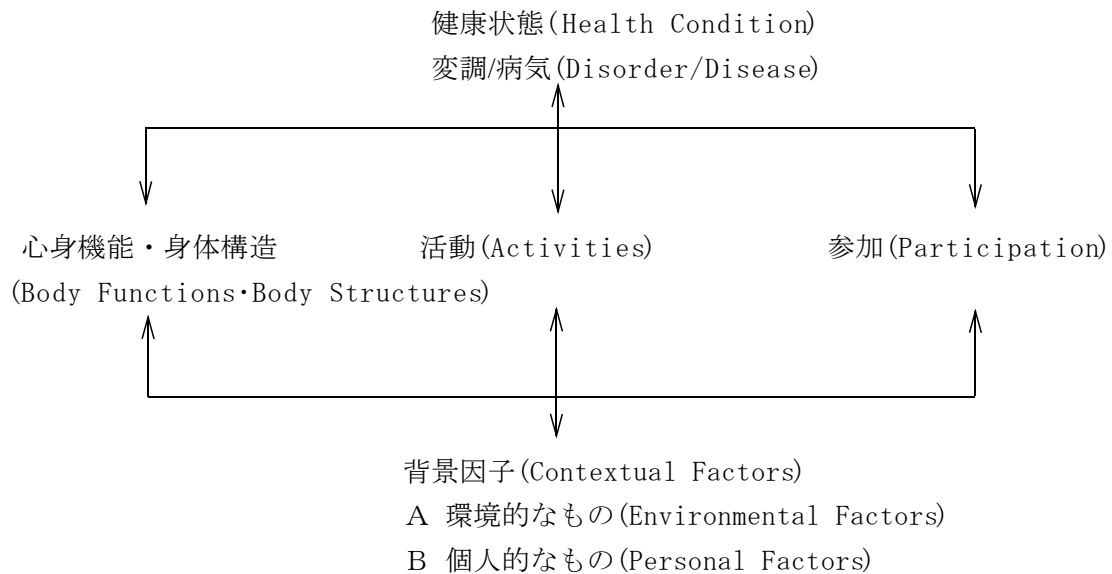 健康状態(Health Condition)
変調/病気(Disorder/Disease)
心身機能・身体構造
(Body Functions･Body Structures)
活動(Activities)
参加(Participation)
背景因子(Contextual Factors)
A 環境的なもの(Environmental Factors)
B 個人的なもの(Personal Factors)